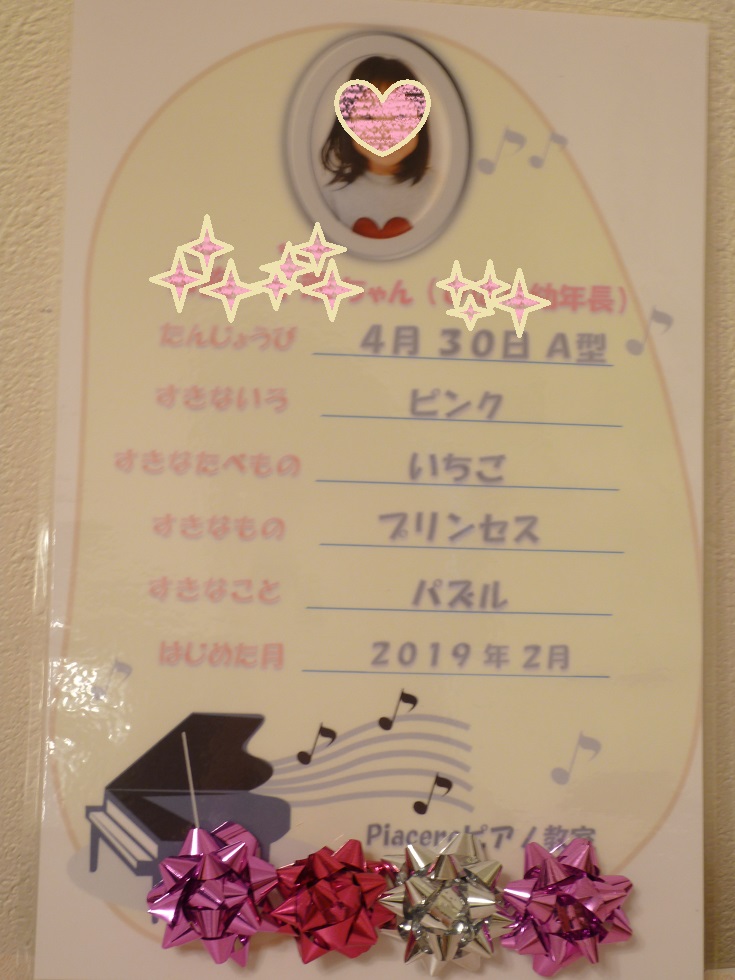 ちゃん（ 幼年長）
たんじょうび 4月 30日 A型
すきないろ ピンク
すきなたべもの いちご
すきなもの プリンセス
すきなこと パズル
はじめた月 2019年 2月
Piacereピアノ教室